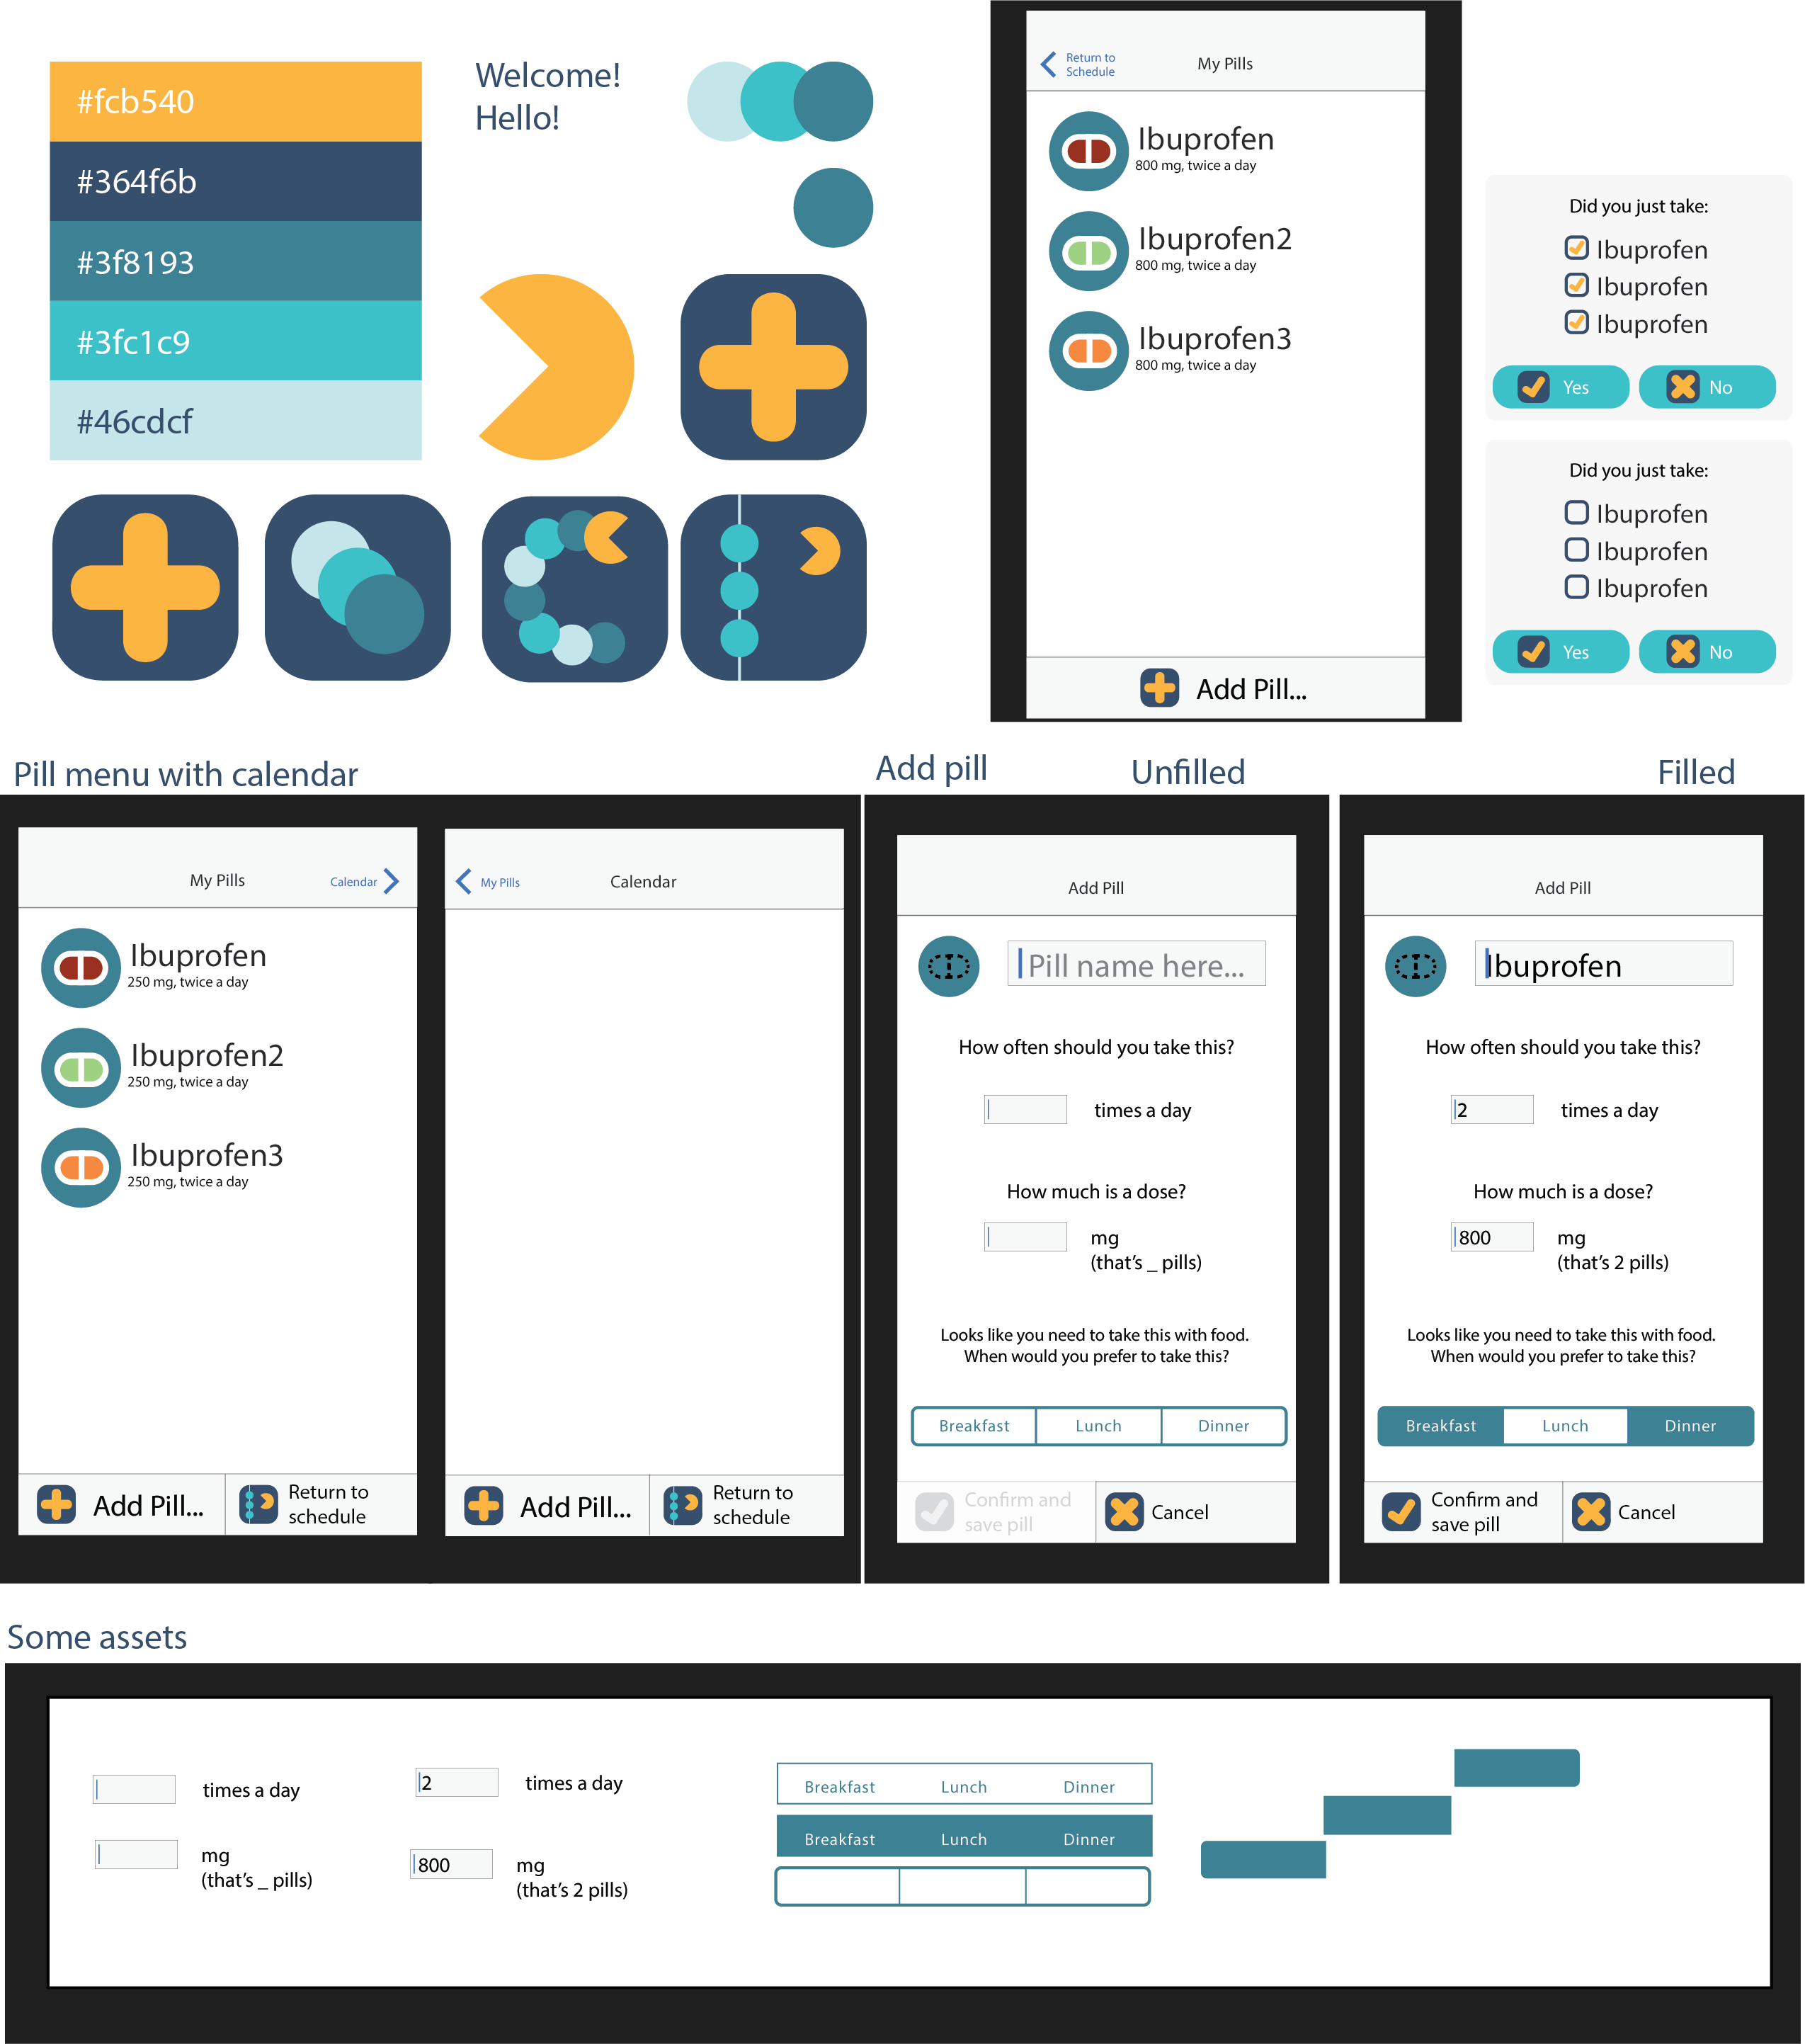 #fcb540
#364f6b
#3f8193
#3fc1c9
#46cdcf
Welcome!
Hello!
Return to
Schedule
My Pills
Ibuprofen
800 mg, twice a day
Ibuprofen2
800 mg, twice a day
Ibuprofen3
800 mg, twice a day
Add Pill...
Did you just take:
Ibuprofen
Ibuprofen
Ibuprofen
Yes
No
Did you just take:
Ibuprofen
Ibuprofen
Ibuprofen
Yes
No
Pill menu with calendar
My Pills
Calendar
Ibuprofen
250 mg, twice a day
Ibuprofen2
250 mg, twice a day
Ibuprofen3
250 mg, twice a day
Add Pill...
Return to
schedule
My Pills
Calendar
Add Pill...
Return to
schedule
Add pill
Unfilled
Add Pill
Pill name here...
How often should you take this?
times a day
How much is a dose?
mg
(that's _ pills)
Looks like you need to take this with food.
When would you prefer to take this?
Breakfast
Lunch
Dinner
Confirm and
save pill
Cancel
Filled
Add Pill
Ibuprofen
How often should you take this?
2
times a day
How much is a dose?
800
mg
(that's 2 pills)
Looks like you need to take this with food.
When would you prefer to take this?
Breakfast
Lunch
Dinner
Confirm and
save pill
Cancel
Some assets
times a day
mg
(that's _ pills)
2
times a day
800
mg
(that's 2 pills)
Breakfast
Lunch
Dinner
Breakfast
Lunch
Dinner